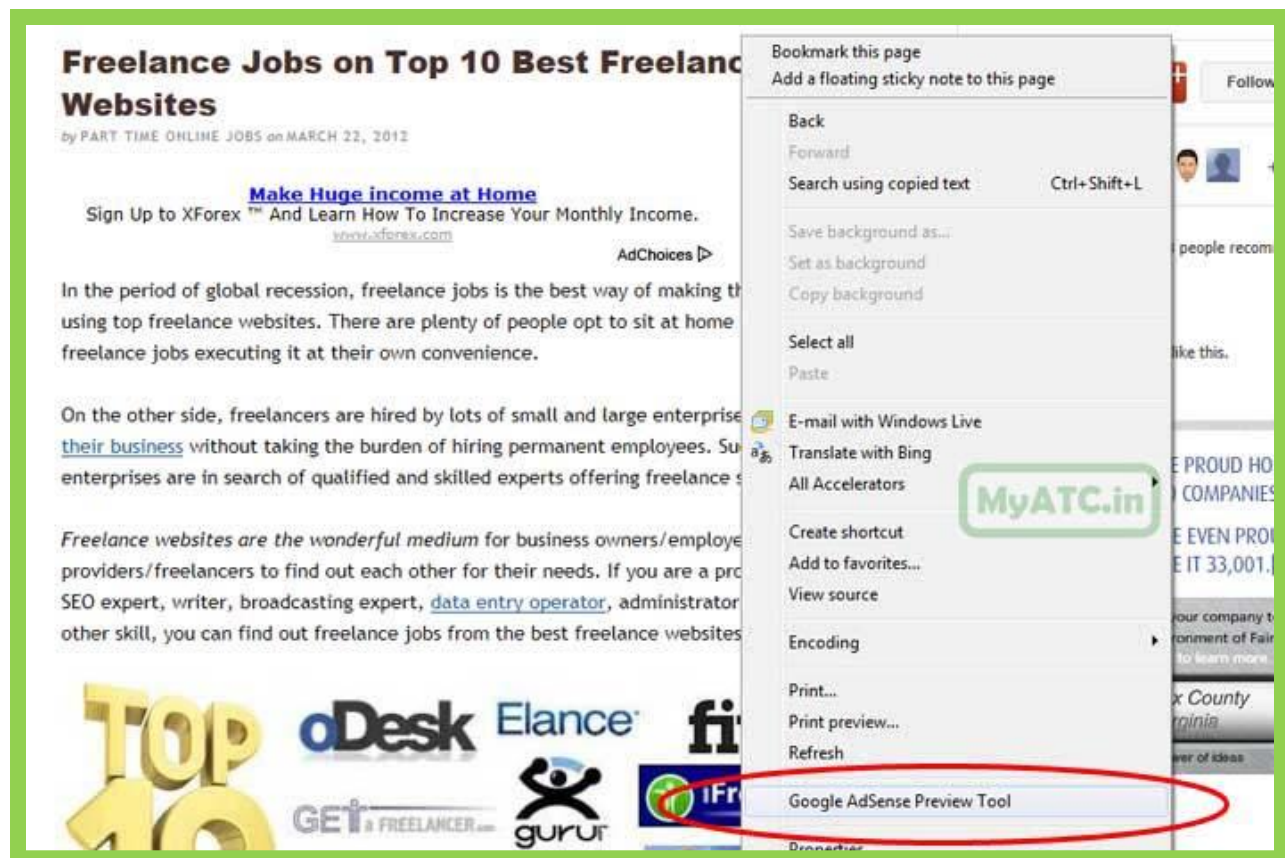 Freelance Jobs on Top 10 Best Freelanc
Websites
by PART TIME ONLINE JOBS on MARCH 22, 2012
Make Huge income at Home
Sign Up to XForex ™ And Learn How To Increase Your Monthly Income.
www.xforex.com
AdChoices
In the period of global recession, freelance jobs is the best way of making th
using top freelance websites. There are plenty of people opt to sit at home
freelance jobs executing it at their own convenience.
On the other side, freelancers are hired by lots of small and large enterprise
their business without taking the burden of hiring permanent employees. Su
enterprises are in search of qualified and skilled experts offering freelance s
Freelance websites are the wonderful medium for business owners/employe
providers/freelancers to find out each other for their needs. If you are a pro
SEO expert, writer, broadcasting expert, data entry operator, administrator
other skill, you can find out freelance jobs from the best freelance websites
TOP
10
oDesk
Elance
GET A FREELANCER
gurur
iFr
Bookmark this page
Add a floating sticky note to this page
Back
Forward
Search using copied text Ctrl+Shift+L
Save background as...
Set as background
Copy background
Select all
Paste
E-mail with Windows Live
Translate with Bing
All Accelerators
Create shortcut
Add to favorites...
View source
Encoding
Print...
Print preview...
Refresh
Google AdSense Preview Tool
Properties
MyATC.in
Follow
people recom
like this.
E PROUD HO
COMPANIES
E EVEN PROU
E IT 33,001.
your company t
ronment of Fair
to learn more
x County
rginia
wer of ideas